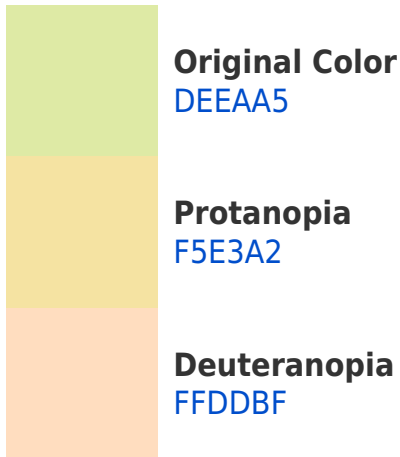 Original Color
DEEAA5
Protanopia
F5E3A2
Deuteranopia
FFDDBF